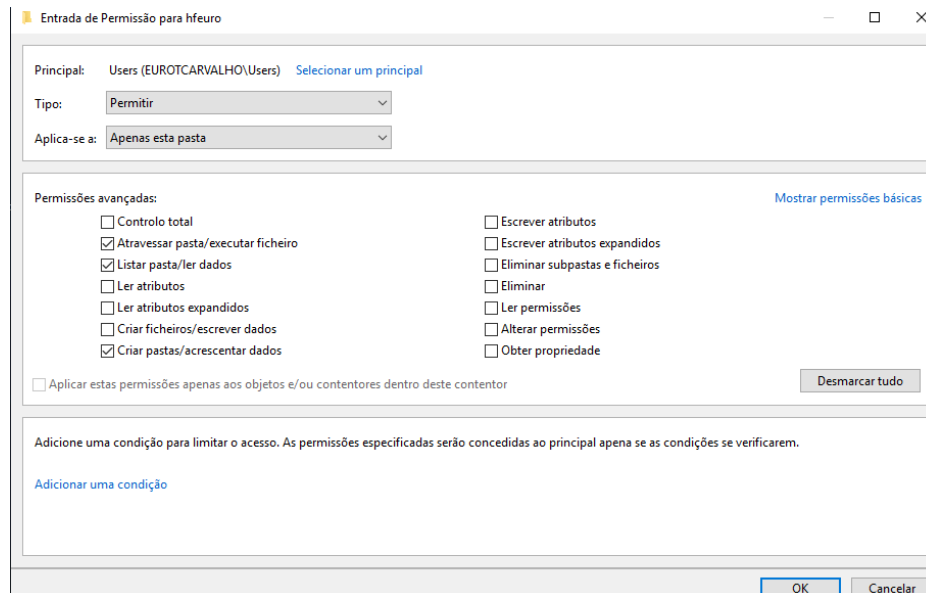 Entrada de Permissão para hfeuro
Principal: Users (EUROTCARVALHO\Users) Selecionar um principal
Tipo: Permitir
Aplica-se a: Apenas esta pasta
Permissões avançadas: Mostrar permissões básicas
Controlo total Escrever atributos
Atravessar pasta/executar ficheiro Escrever atributos expandidos
Listar pasta/ler dados Eliminar subpastas e ficheiros
Ler atributos Eliminar
Ler atributos expandidos Ler permissões
Criar ficheiros/escrever dados Alterar permissões
Criar pastas/acrescentar dados Obter propriedade
Aplicar estas permissões apenas aos objetos e/ou contentores dentro deste contentor Desmarcar tudo
Adicione uma condição para limitar o acesso. As permissões especificadas serão concedidas ao principal apena se as condições se verificarem.
Adicionar uma condição
OK Cancelar